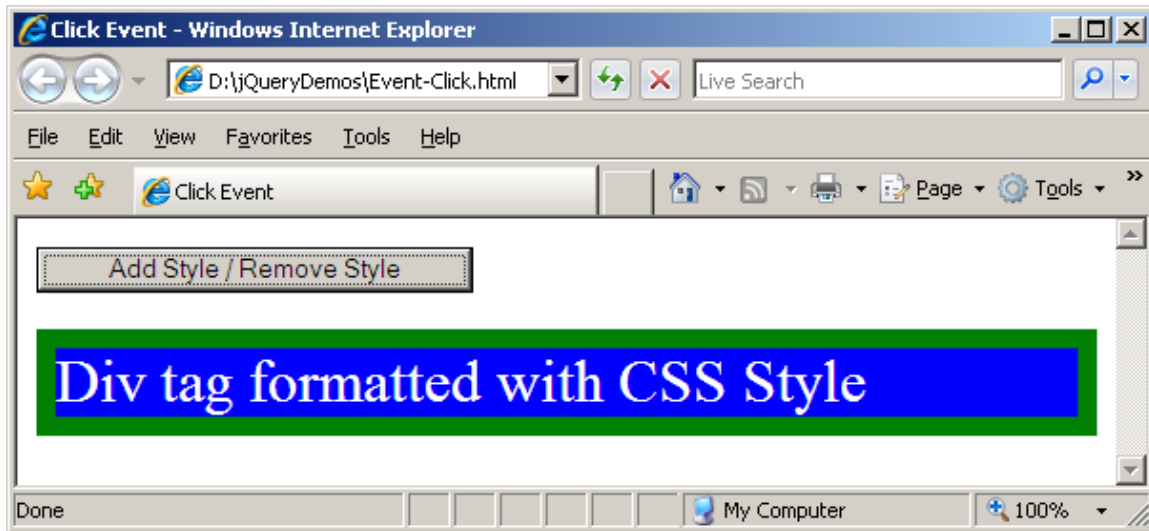 Click Event - Windows Internet Explorer
D:\jQueryDemos\Event-Click.html
Live Search
File Edit View Favorites Tools Help
Click Event
Page Tools »
Add Style / Remove Style
Div tag formatted with CSS Style
Done
My Computer
100%